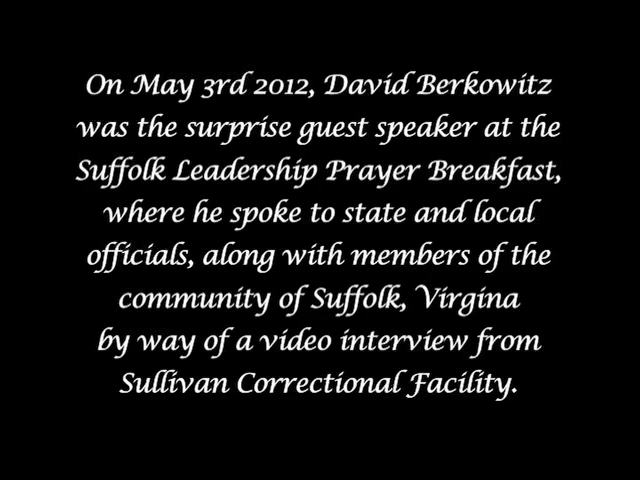 On May 3rd 2012, David Berkowitz
was the surprise guest speaker at the
Suffolk Leadership Prayer Breakfast,
where he spoke to state and local
officials, along with members of the
community of Suffolk, Virgina
by way of a video interview from
Sullivan Correctional Facility.